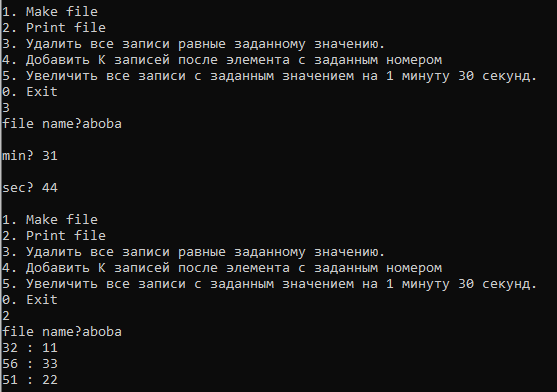 1. Make file
2. Print file
3. Удалить все записи равные заданному значению.
4. Добавить К записей после элемента с заданным номером
5. Увеличить все записи с заданным значением на 1 минуту 30 секунд.
0. Exit
3
file name?aboba
min? 31
sec? 44
1. Make file
2. Print file
3. Удалить все записи равные заданному значению.
4. Добавить К записей после элемента с заданным номером
5. Увеличить все записи с заданным значением на 1 минуту 30 секунд.
0. Exit
2
file name?aboba
32 : 11
56 : 33
51 : 22